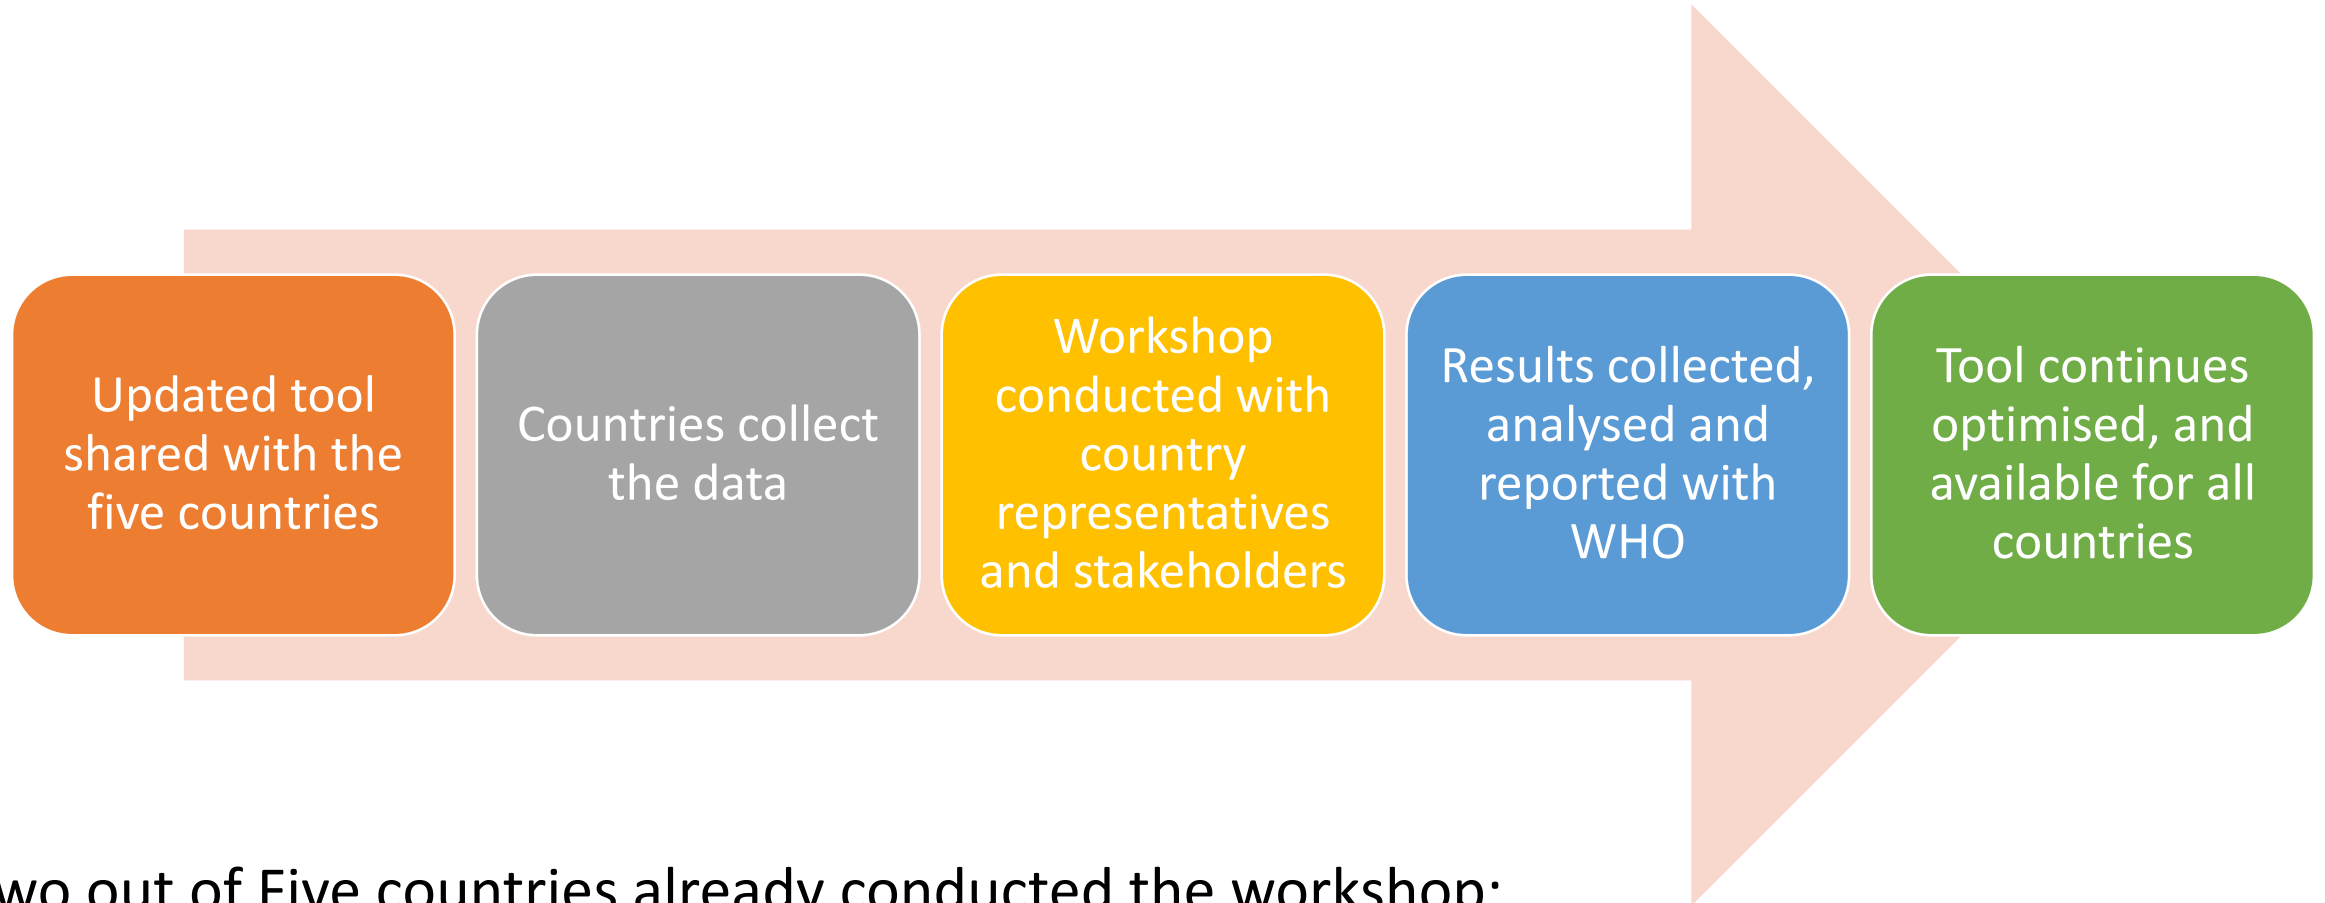 Updated tool
shared with the
five countries
Countries collect
the data
Workshop
conducted with
country
representatives
and stakeholders
Results collected,
analysed and
reported with
WHO
Tool continues
optimised, and
available for all
countries
out of Five countries already conducted the workshop: